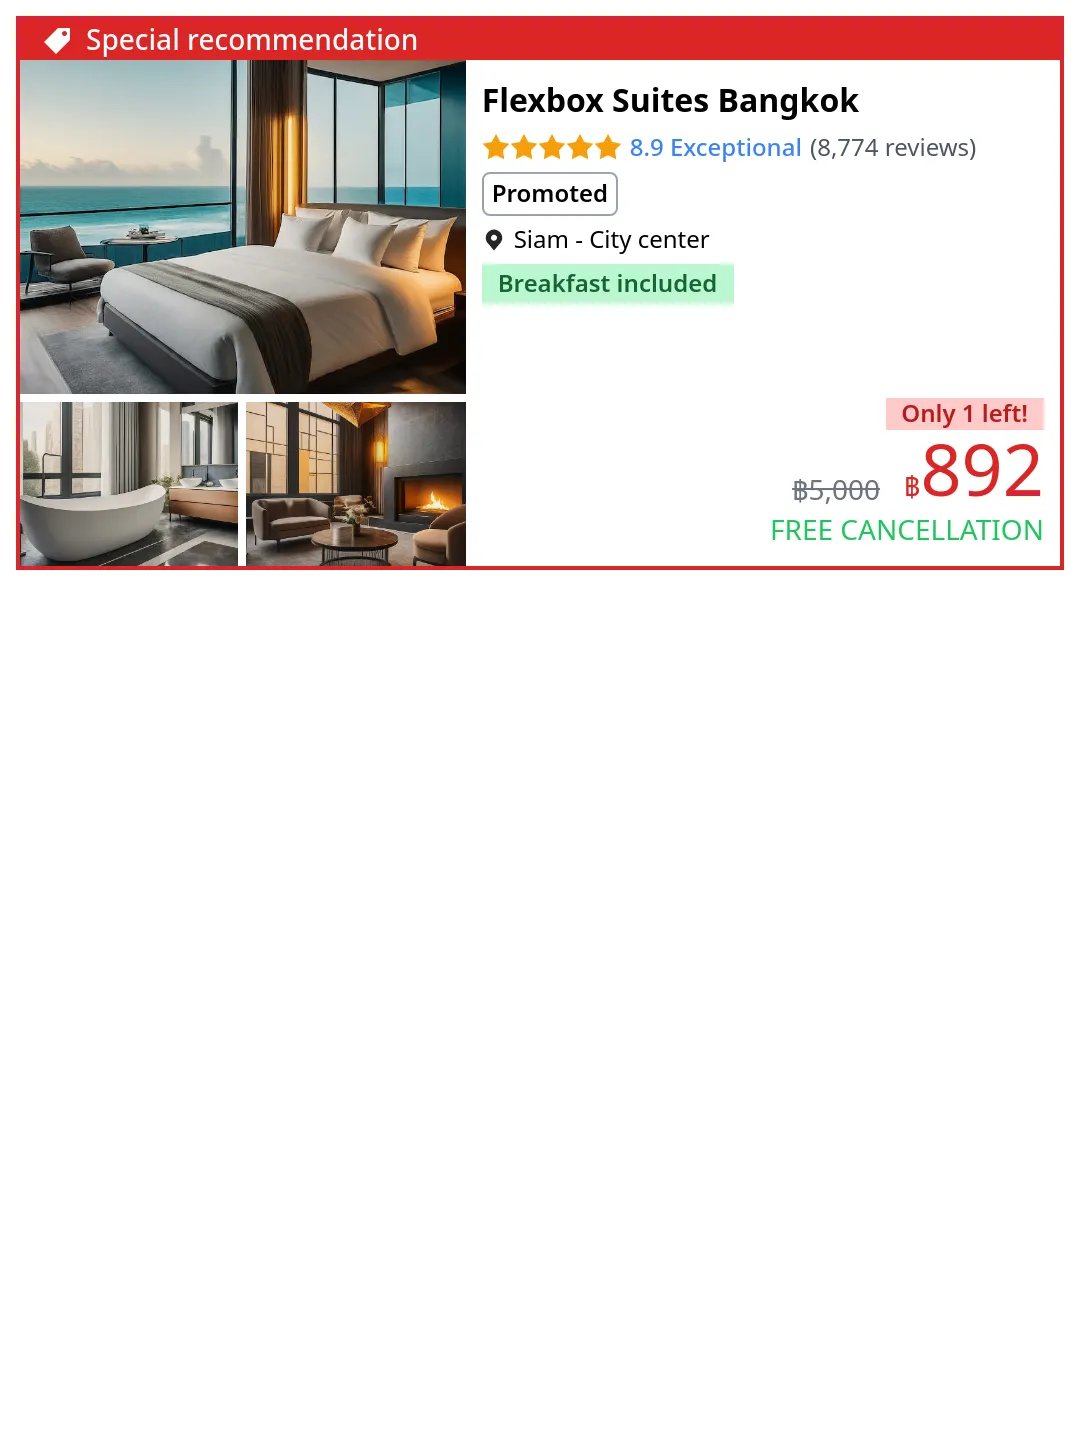 Special recommendation
Flexbox Suites Bangkok
8.9 Exceptional (8,774 reviews)
Promoted
Siam - City center
Breakfast included
Only 1 left!
฿5,000 ฿892
FREE CANCELLATION